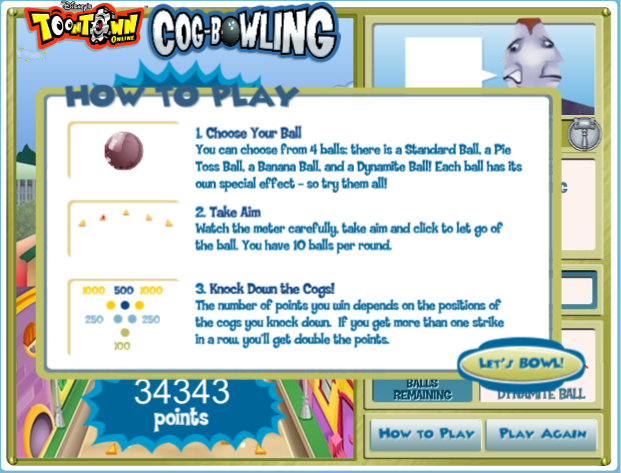 Disney's
TOONTOWN
ONLINE
COG-BOWLING
HOW TO PLAY
1. Choose Your Ball
You can choose from 4 balls: there is a Standard Ball, a Pie
Toss Ball, a Banana Ball, and a Dynamite Ball! Each ball has its
own special effect - so try them all!
2. Take Aim
Watch the meter carefully, take aim and click to let go of
the ball. You have 10 balls per round.
1000 500 1000
250 250
100
3. Knock Down the Cogs!
The number of points you win depends on the positions of
the cogs you knock down. If you get more than one strike
in a row, you'll get double the points.
LET'S BOWL!
34343
points
BALLS
REMAINING
DYNAMITE BALL
HOW TO PLAY
PLAY AGAIN